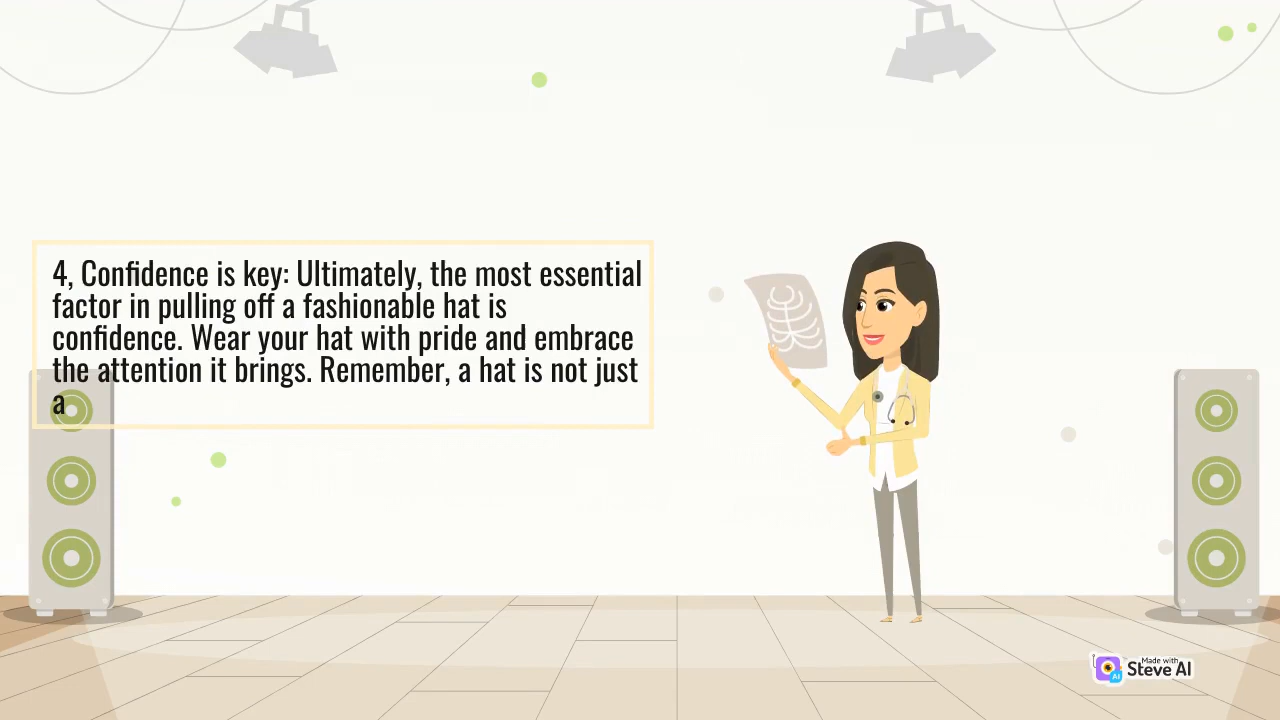 4, Confidence is key: Ultimately, the most essential
factor in pulling off a fashionable hat is
confidence. Wear your hat with pride and embrace
the attention it brings. Remember, a hat is not just
a
Made with
Steve AI
AI